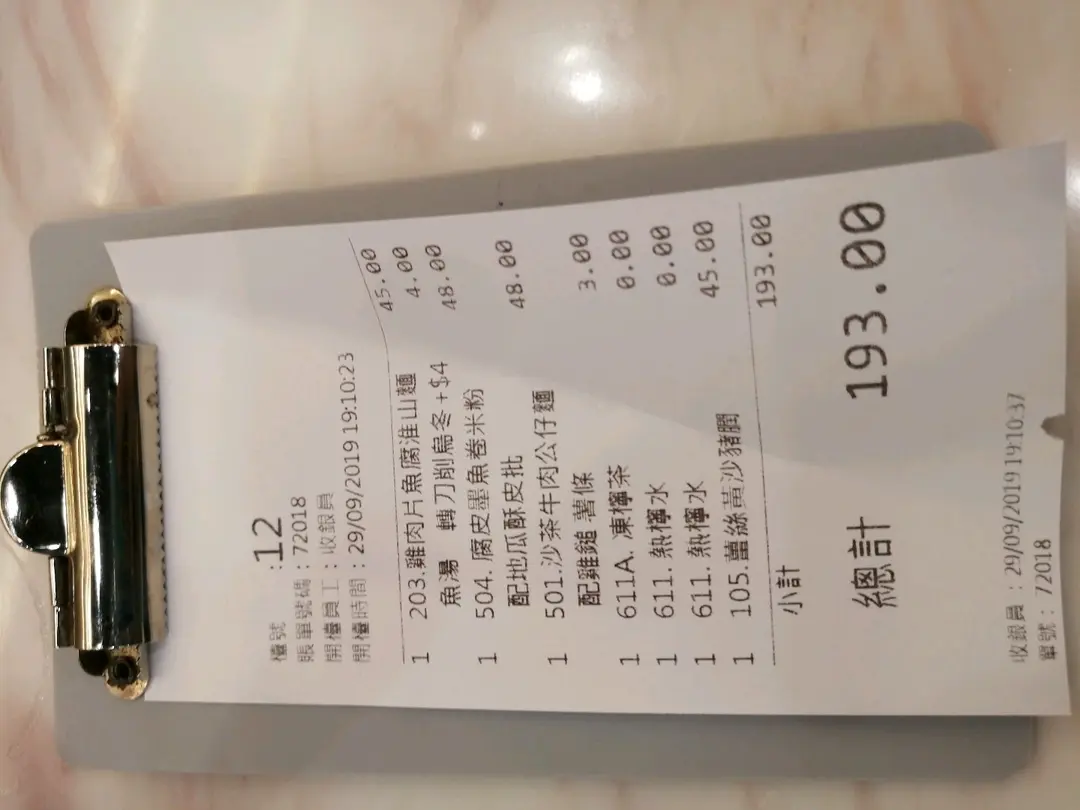 檯號 :12
賬單號碼 : 72018
開檯員工 : 收銀員
開檯時間 : 29/09/2019 19:10:23
1 203.雞肉片魚腐淮山麵 45.00
魚湯 轉刀削烏冬+$4 4.00
1 504. 腐皮墨魚卷米粉 48.00
配地瓜酥皮批
1 501.沙茶牛肉公仔麵 48.00
配雞鎚 薯條
1 611A. 凍檸茶 3.00
1 611. 熱檸水 0.00
1 611. 熱檸水 0.00
1 105.薑絲黃沙豬膶 45.00
小計 193.00
總計 193.00
收銀員 : 29/09/2019 19:10:37
單號 : 72018